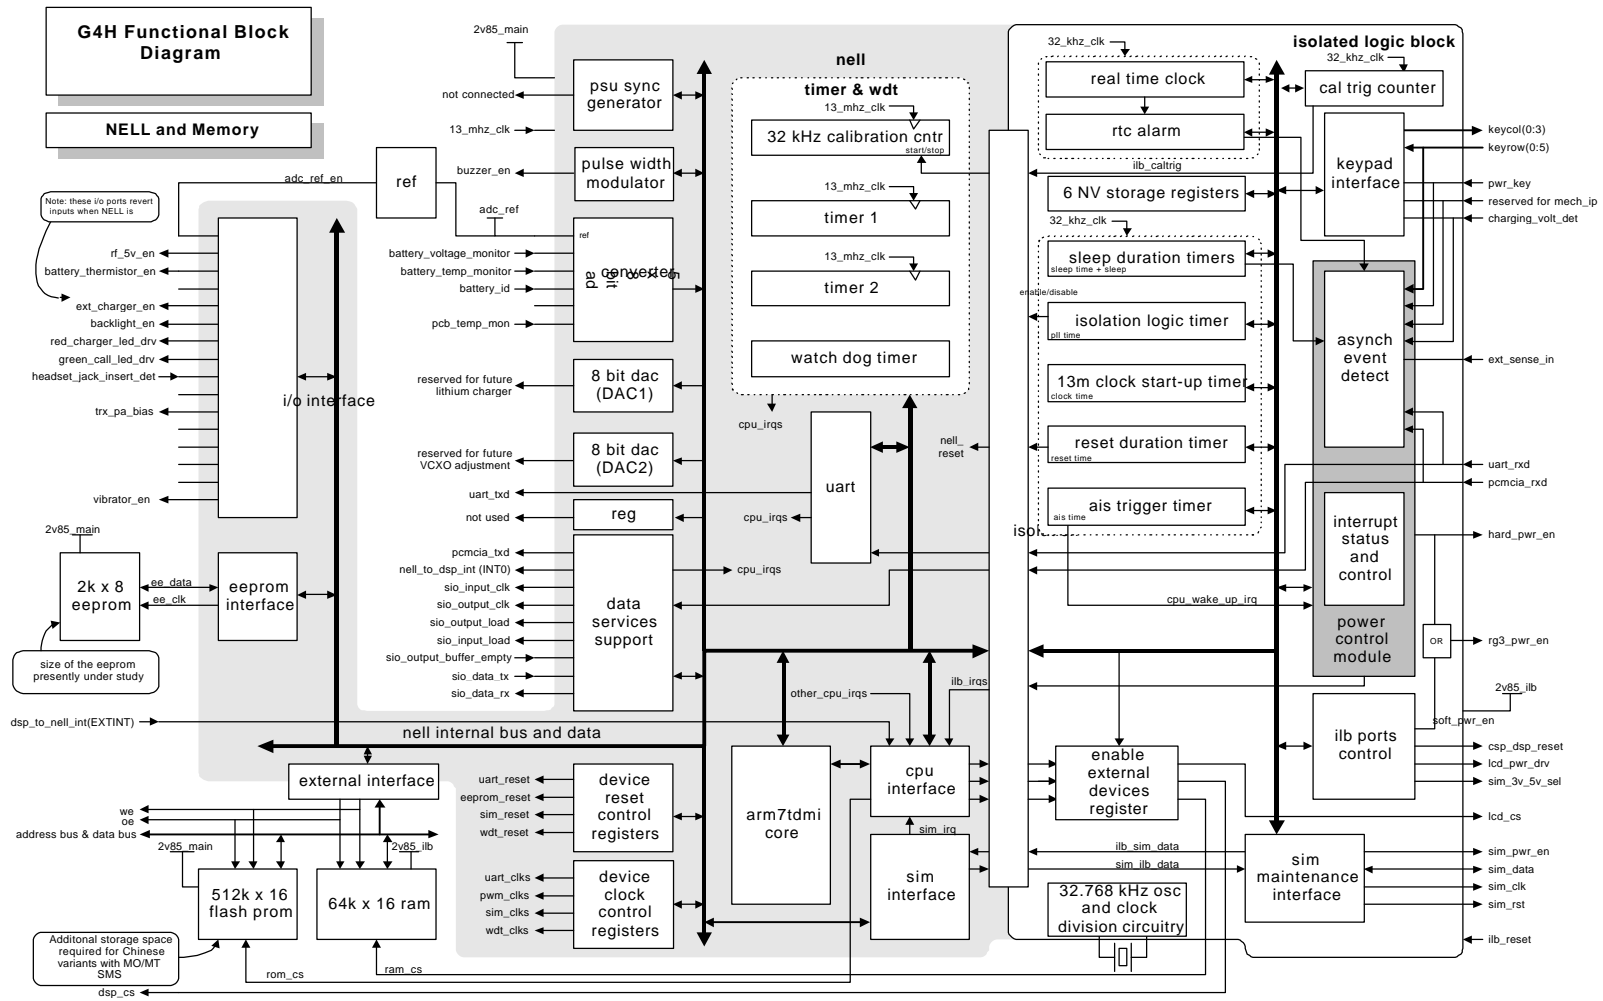 G4H Functional Block
Diagram
NELL and Memory
Note: these i/o ports revert
inputs when NELL is
adc_ref_en
ref
rf_5v_en
battery_thermistor_en
ext_charger_en
backlight_en
red_charger_led_drv
green_call_led_drv
headset_jack_insert_det
trx_pa_bias
vibrator_en
i/o interface
2v85_main
2k x 8
eeprom
ee_data
ee_clk
eeprom
interface
size of the eeprom
presently under study
dsp_to_nell_int(EXTINT)
nell internal bus and data
external interface
we
oe
address bus & data bus
2v85_main
2v85_ilb
512k x 16
flash prom
64k x 16 ram
Additonal storage space
required for Chinese
variants with MO/MT
SMS
rom_cs
ram_cs
dsp_cs
2v85_main
not connected
13_mhz_clk
psu sync
generator
buzzer_en
pulse width
modulator
adc_ref
ref
battery_voltage_monitor
battery_temp_monitor
battery_id
pcb_temp_mon
converter
5
x
8
bit
ad
reserved for future
lithium charger
8 bit dac
(DAC1)
reserved for future
VCXO adjustment
8 bit dac
(DAC2)
uart_txd
not used
reg
pcmcia_txd
nell_to_dsp_int (INT0)
sio_input_clk
sio_output_clk
sio_output_load
sio_input_load
sio_output_buffer_empty
sio_data_tx
sio_data_rx
data
services
support
cpu_irqs
uart_reset
eeprom_reset
sim_reset
wdt_reset
device
reset
control
registers
uart_clks
pwm_clks
sim_clks
wdt_clks
device
clock
control
registers
nell
timer & wdt
13_mhz_clk
32 kHz calibration cntr
start/stop
13_mhz_clk
timer 1
13_mhz_clk
timer 2
watch dog timer
cpu_irqs
uart
cpu_irqs
nell_
reset
other_cpu_irqs
ilb_irqs
arm7tdmi
core
cpu
interface
sim_irq
sim
interface
isolated logic block
32_khz_clk
real time clock
rtc alarm
32_khz_clk
cal trig counter
ilb_caltrig
6 NV storage registers
32_khz_clk
sleep duration timers
sleep time + sleep
enable/disable
isolation logic timer
pll time
13m clock start-up timer
clock time
reset duration timer
reset time
ais trigger timer
ais time
cpu_wake_up_irq
keypad
interface
asynch
event
detect
interrupt
status
and
control
power
control
module
OR
ilb ports
control
enable
external
devices
register
ilb_sim_data
sim_ilb_data
32.768 kHz osc
and Clock
division circuitry
sim
maintenance
interface
keycol(0:3)
keyrow(0:5)
pwr_key
reserved for mech_ip
charging_volt_det
ext_sense_in
uart_rxd
pcmcia_rxd
hard_pwr_en
rg3_pwr_en
2v85_ilb
soft_pwr_en
csp_dsp_reset
lcd_pwr_drv
sim_3v_5v_sel
lcd_cs
sim_pwr_en
sim_data
sim_clk
sim_rst
ilb_reset